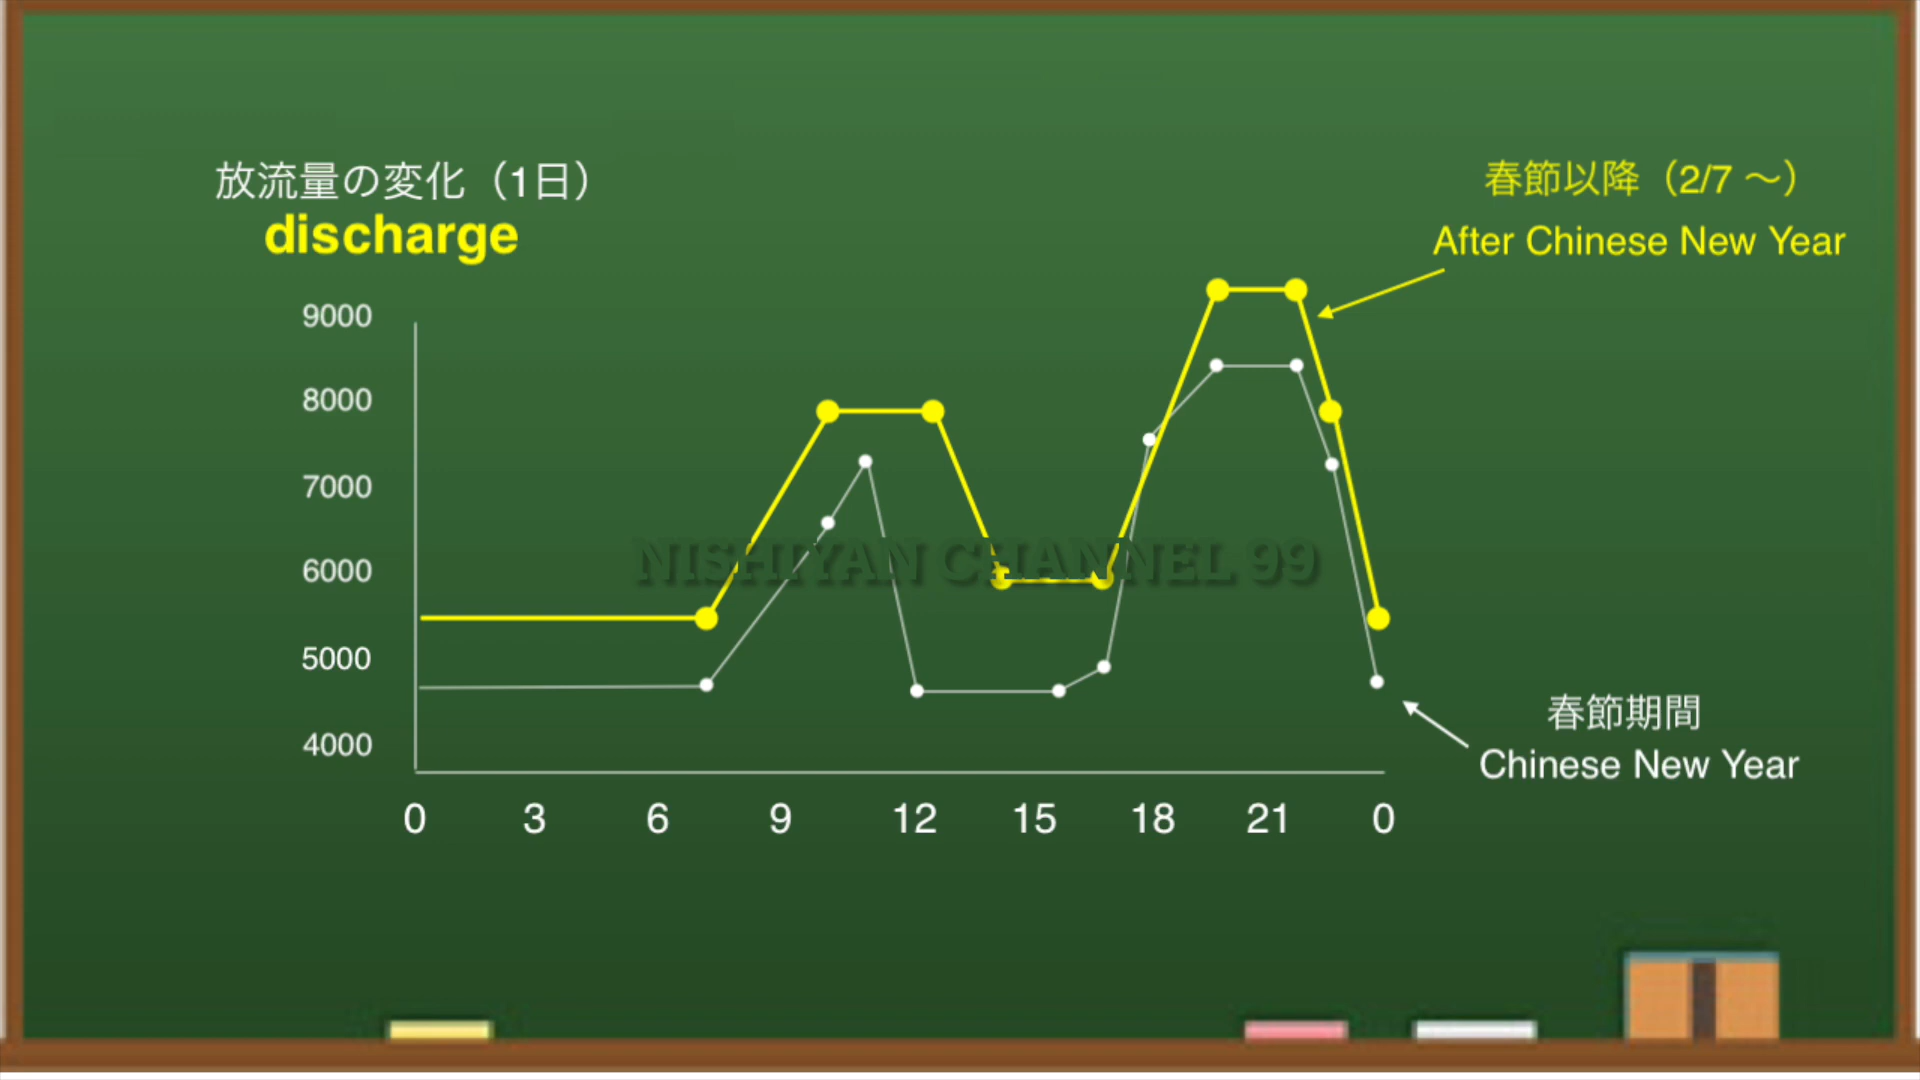 放流量の変化（1日）
discharge
春節以降（2/7 〜）
After Chinese New Year
9000
8000
7000
6000
5000
4000
NISHIYAN CHANNEL 99
春節期間
Chinese New Year
0 3 6 9 12 15 18 21 0